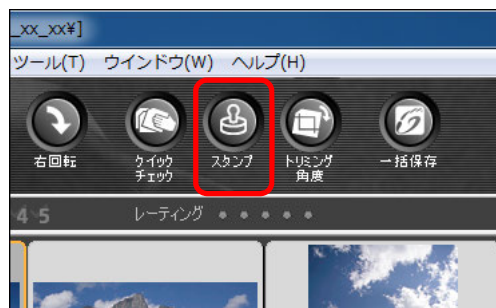 _xx_xx¥]
ツール(T) ウインドウ(W) ヘルプ(H)
右回転
クイック
チェック
スタンプ
トリミング
角度
一括保存
4 5 レーティング